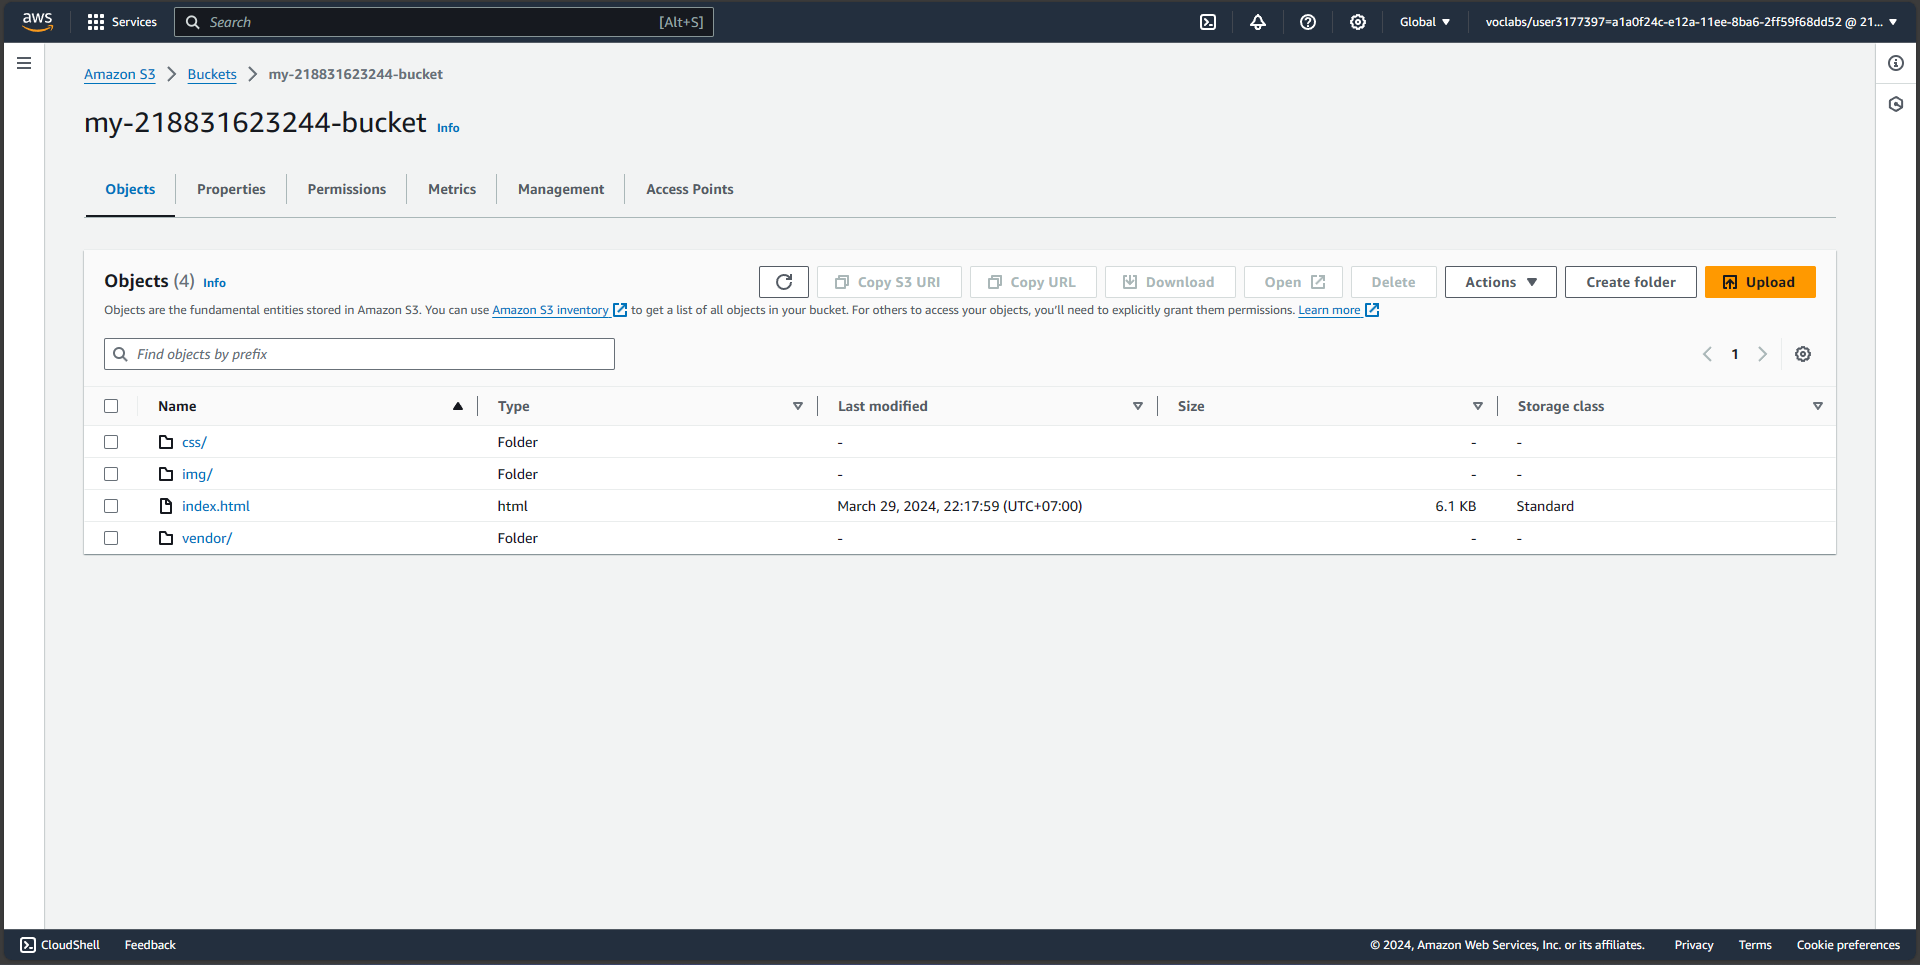 aws Services Search [Alt+S] Global voclabs/user3177397=a1a0f24c-e12a-11ee-8ba6-2ff59f68dd52 @ 21...
Amazon S3 Buckets my-218831623244-bucket
my-218831623244-bucket Info
Objects Properties Permissions Metrics Management Access Points
Objects (4) Info Copy S3 URI Copy URL Download Open Delete Actions Create folder Upload
Objects are the fundamental entities stored in Amazon S3. You can use Amazon S3 inventory to get a list of all objects in your bucket. For others to access your objects, you'll need to explicitly grant them permissions. Learn more
Find objects by prefix 1
Name Type Last modified Size Storage class
css/ Folder - - -
img/ Folder - - -
index.html html March 29, 2024, 22:17:59 (UTC+07:00) 6.1 KB Standard
vendor/ Folder - - -
CloudShell Feedback © 2024, Amazon Web Services, Inc. or its affiliates. Privacy Terms Cookie preferences